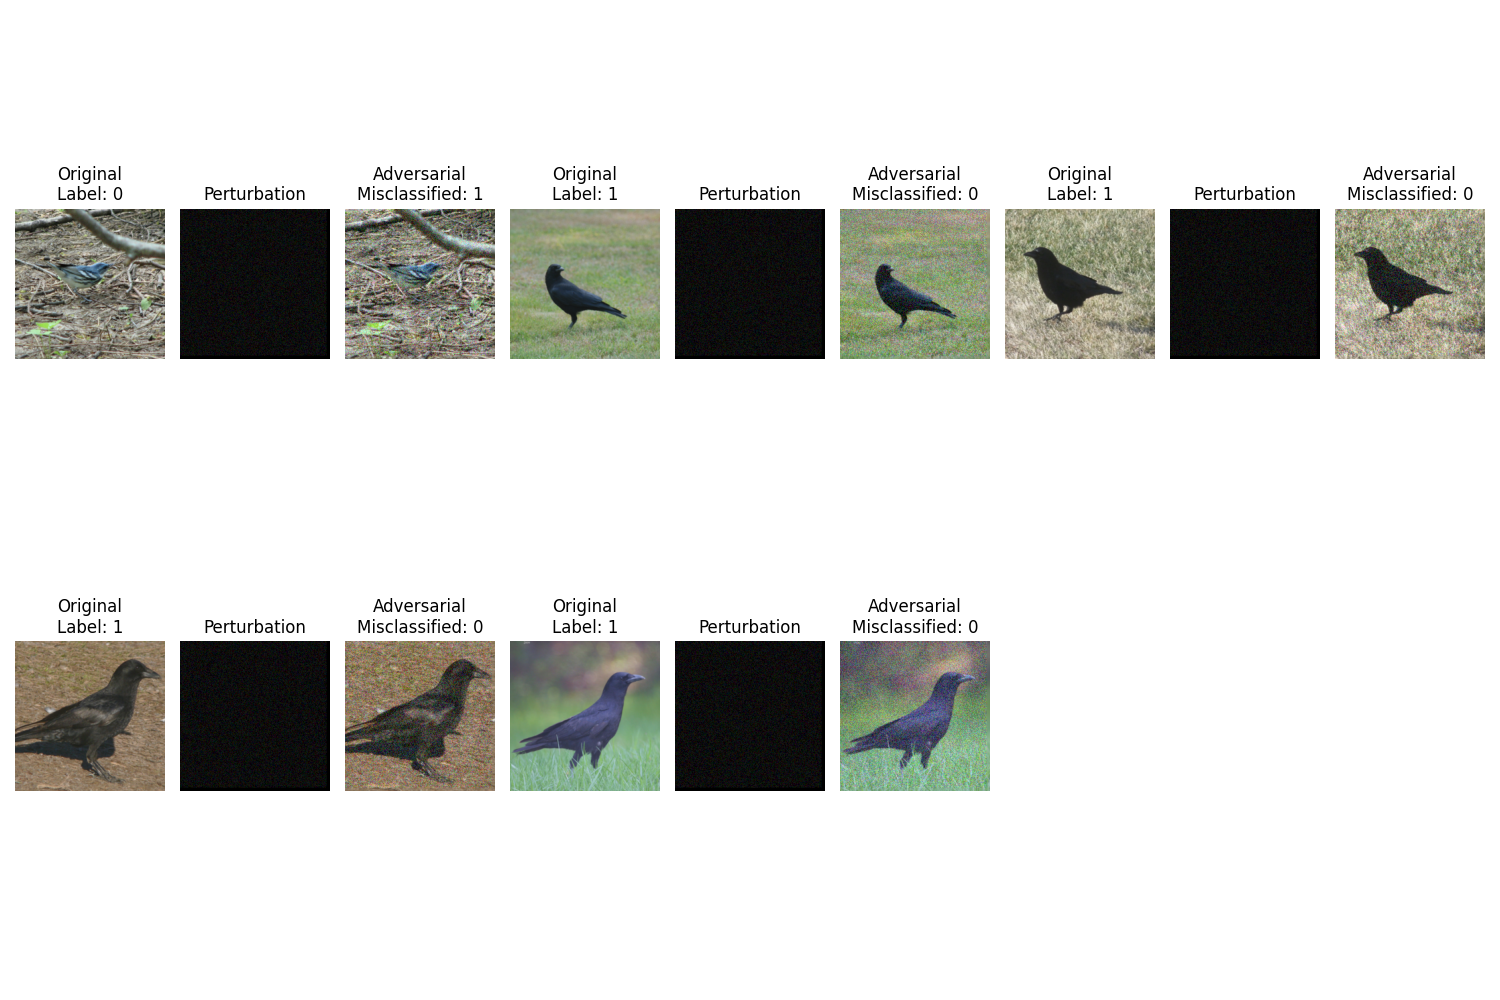 Original
Label: 0
Perturbation
Adversarial
Misclassified: 1
Original
Label: 1
Perturbation
Adversarial
Misclassified: 0
Original
Label: 1
Perturbation
Adversarial
Misclassified: 0
Original
Label: 1
Perturbation
Adversarial
Misclassified: 0
Original
Label: 1
Perturbation
Adversarial
Misclassified: 0